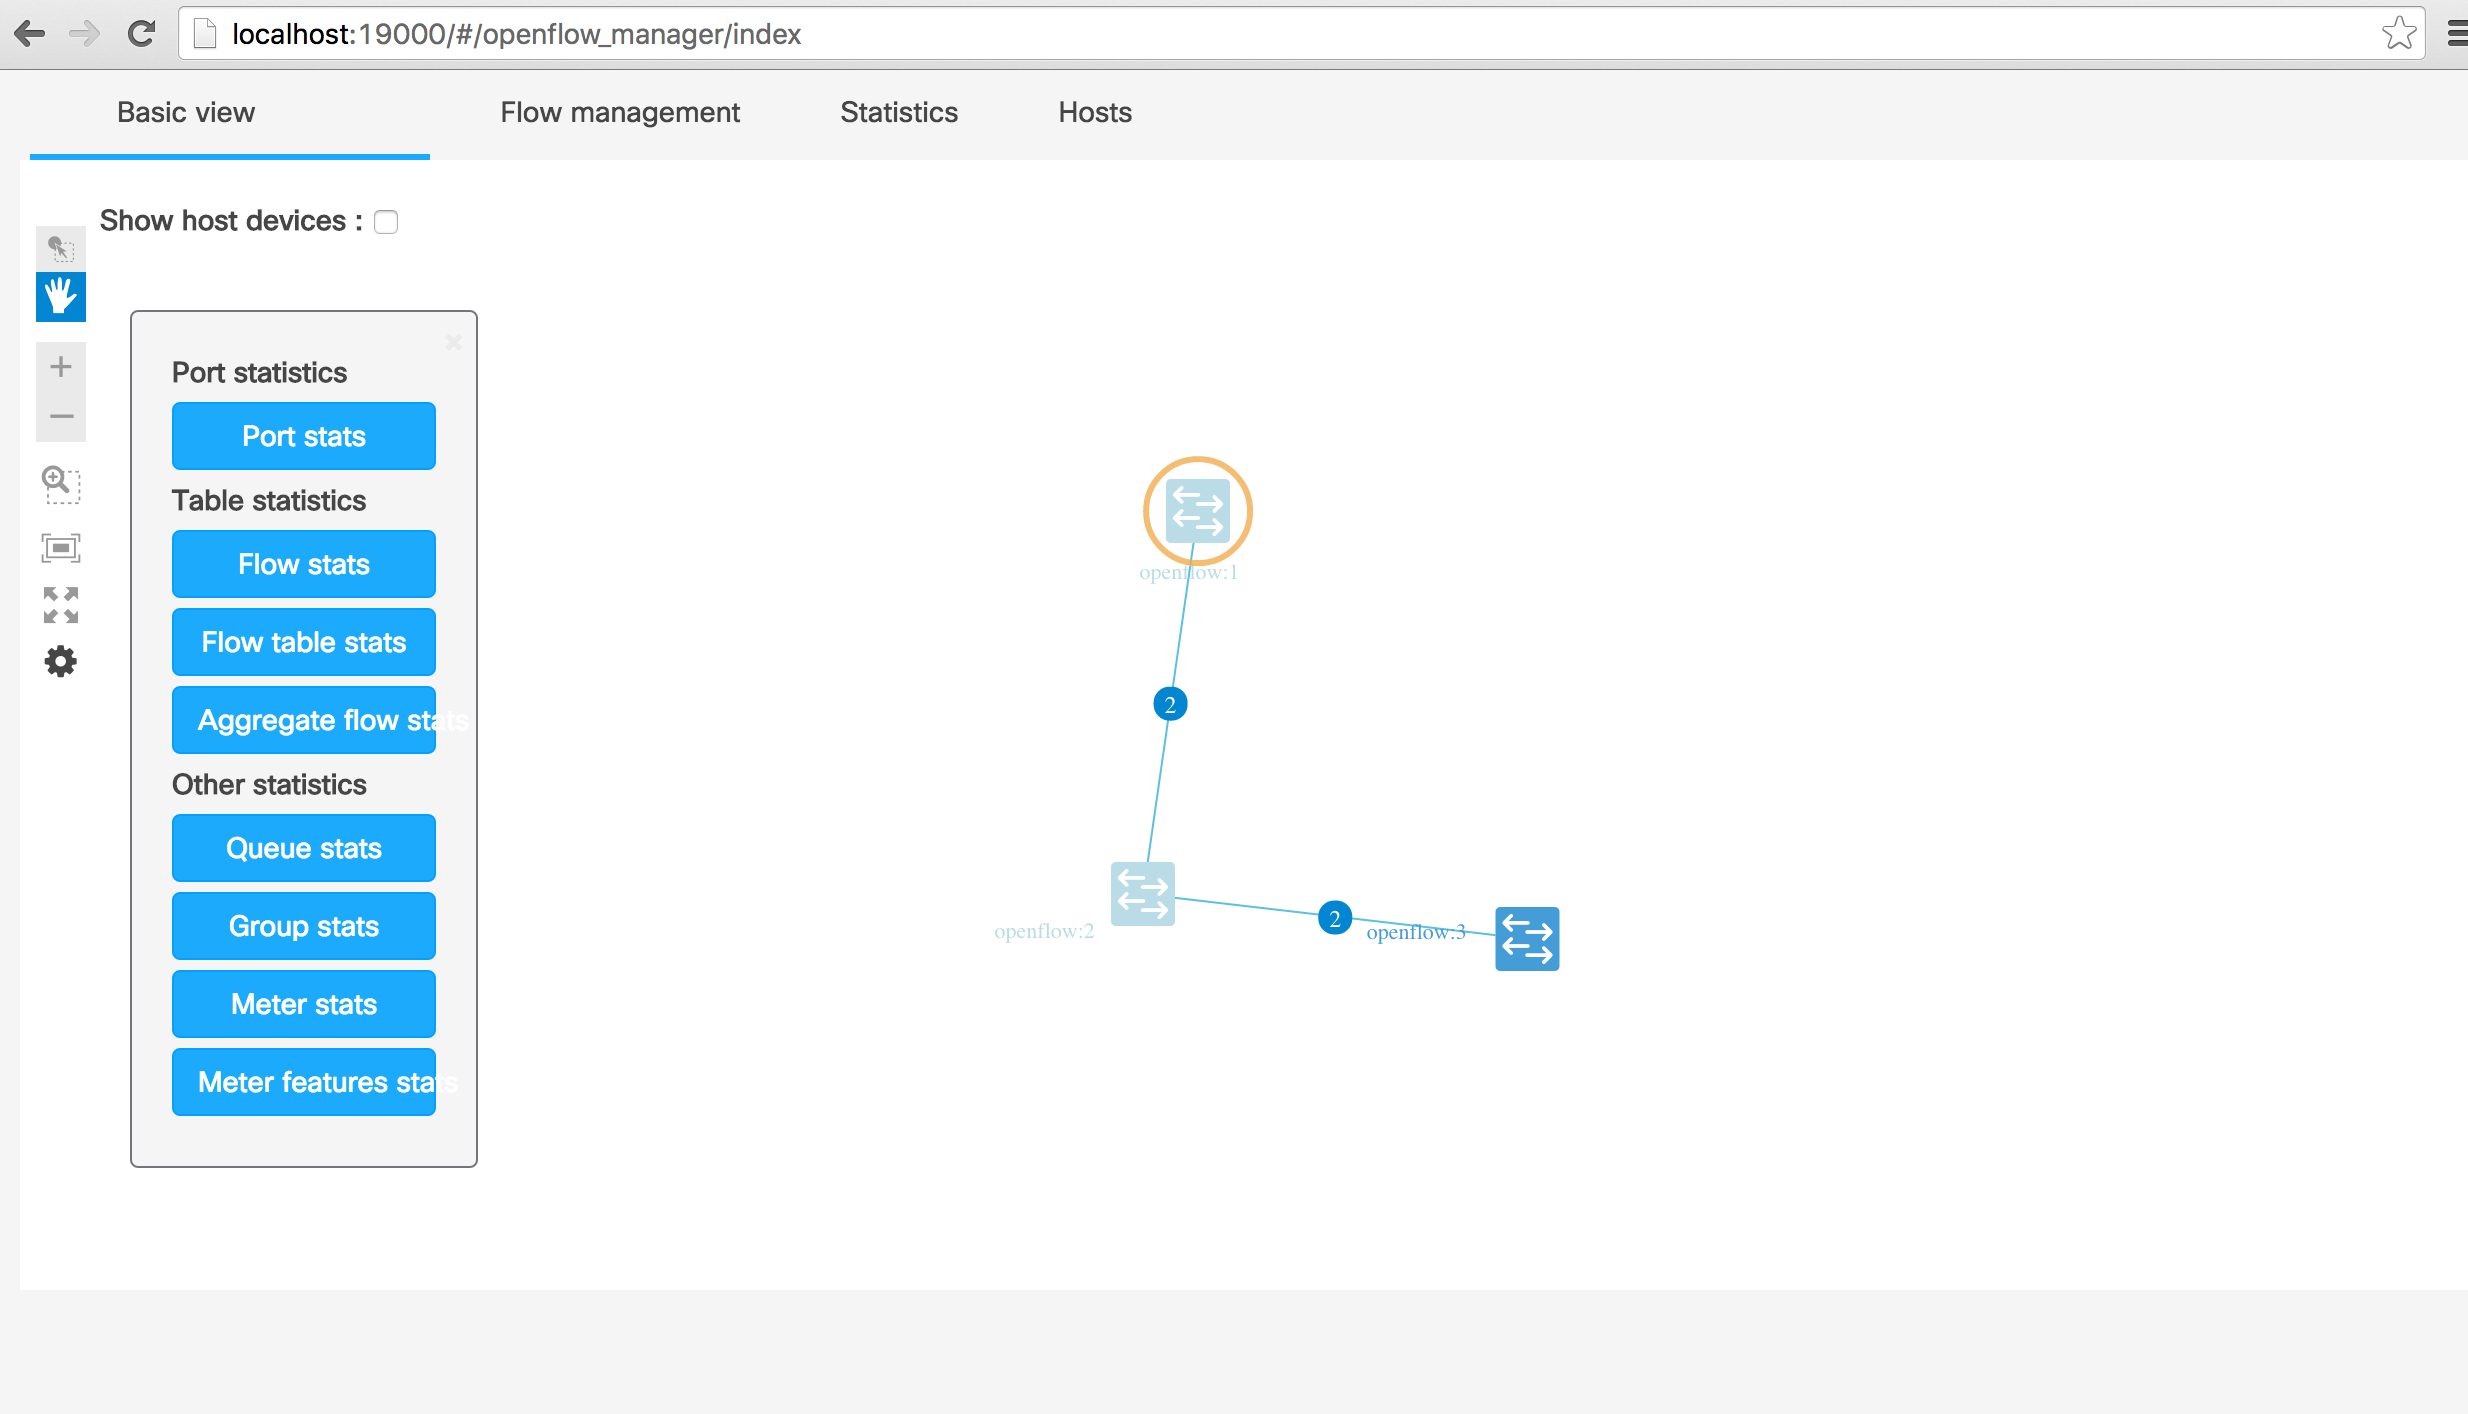 localhost:19000/#/openflow_manager/index
Basic view Flow management Statistics Hosts
Show host devices :
Port statistics
Port stats
Table statistics
Flow stats
Flow table stats
Aggregate flow stats
Other statistics
Queue stats
Group stats
Meter stats
Meter features stats
openflow:1
2
openflow:2
2
openflow:3